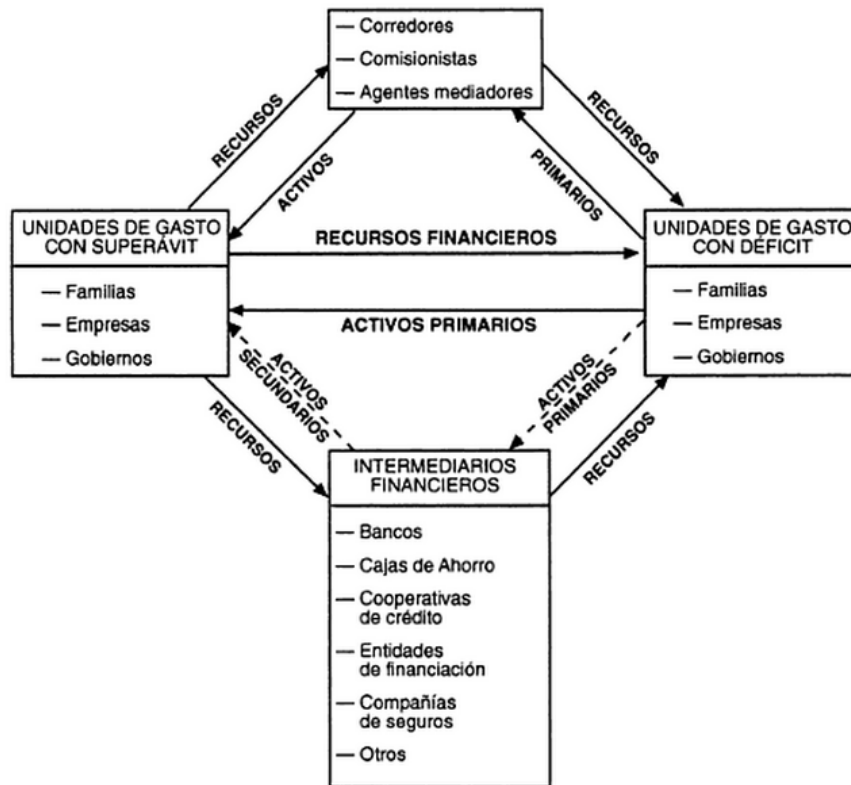 — Corredores
— Comisionistas
— Agentes mediadores
RECURSOS
ACTIVOS
PRIMARIOS
RECURSOS
UNIDADES DE GASTO
CON SUPERÁVIT
— Familias
— Empresas
— Gobiernos
RECURSOS FINANCIEROS
ACTIVOS PRIMARIOS
UNIDADES DE GASTO
CON DÉFICIT
— Familias
— Empresas
— Gobiernos
ACTIVOS
SECUNDARIOS
RECURSOS
ACTIVOS
PRIMARIOS
RECURSOS
INTERMEDIARIOS
FINANCIEROS
— Bancos
— Cajas de Ahorro
— Cooperativas
de crédito
— Entidades
de financiación
— Compañías
de seguros
— Otros